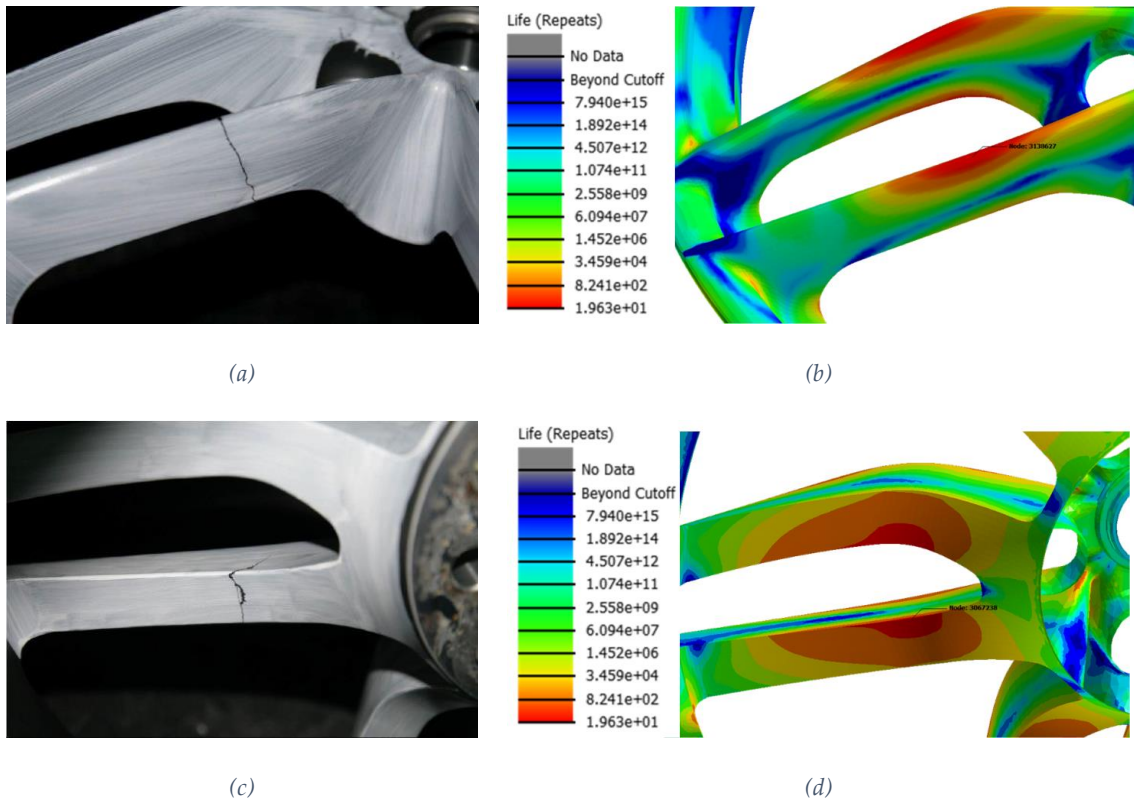 Life (Repeats)
No Data
Beyond Cutoff
7.940e+15
1.892e+14
4.507e+12
1.074e+11
2.558e+09
6.094e+07
1.452e+06
3.459e+04
8.241e+02
1.963e+01
Node: 3130627
(a)
(b)
Life (Repeats)
No Data
Beyond Cutoff
7.940e+15
1.892e+14
4.507e+12
1.074e+11
2.558e+09
6.094e+07
1.452e+06
3.459e+04
8.241e+02
1.963e+01
Node: 3067238
(c)
(d)